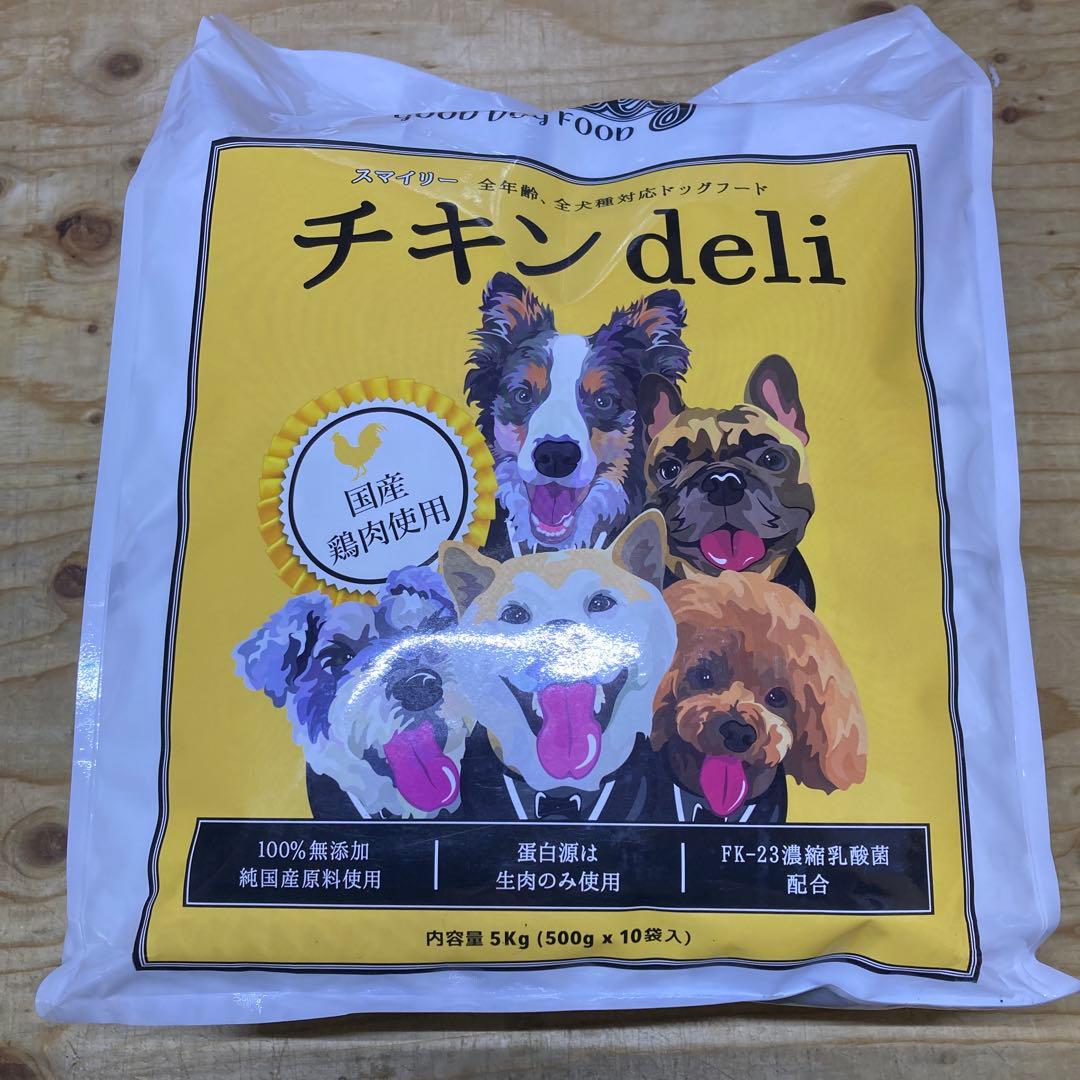 GOOD DOG FOOD
スマイリー 全年齢、全犬種対応ドッグフード
チキンdeli
国産
鶏肉使用
100%無添加
純国産原料使用
蛋白源は
生肉のみ使用
FK-23濃縮乳酸菌
配合
内容量 5Kg (500g x 10袋入)